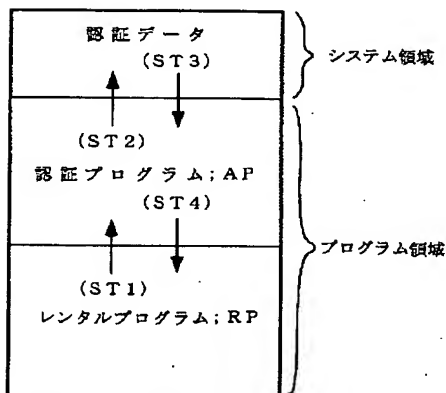 認証データ
(ST3)
システム領域
(ST2)
認証プログラム;AP
(ST4)
プログラム領域
(ST1)
レンタルプログラム;RP